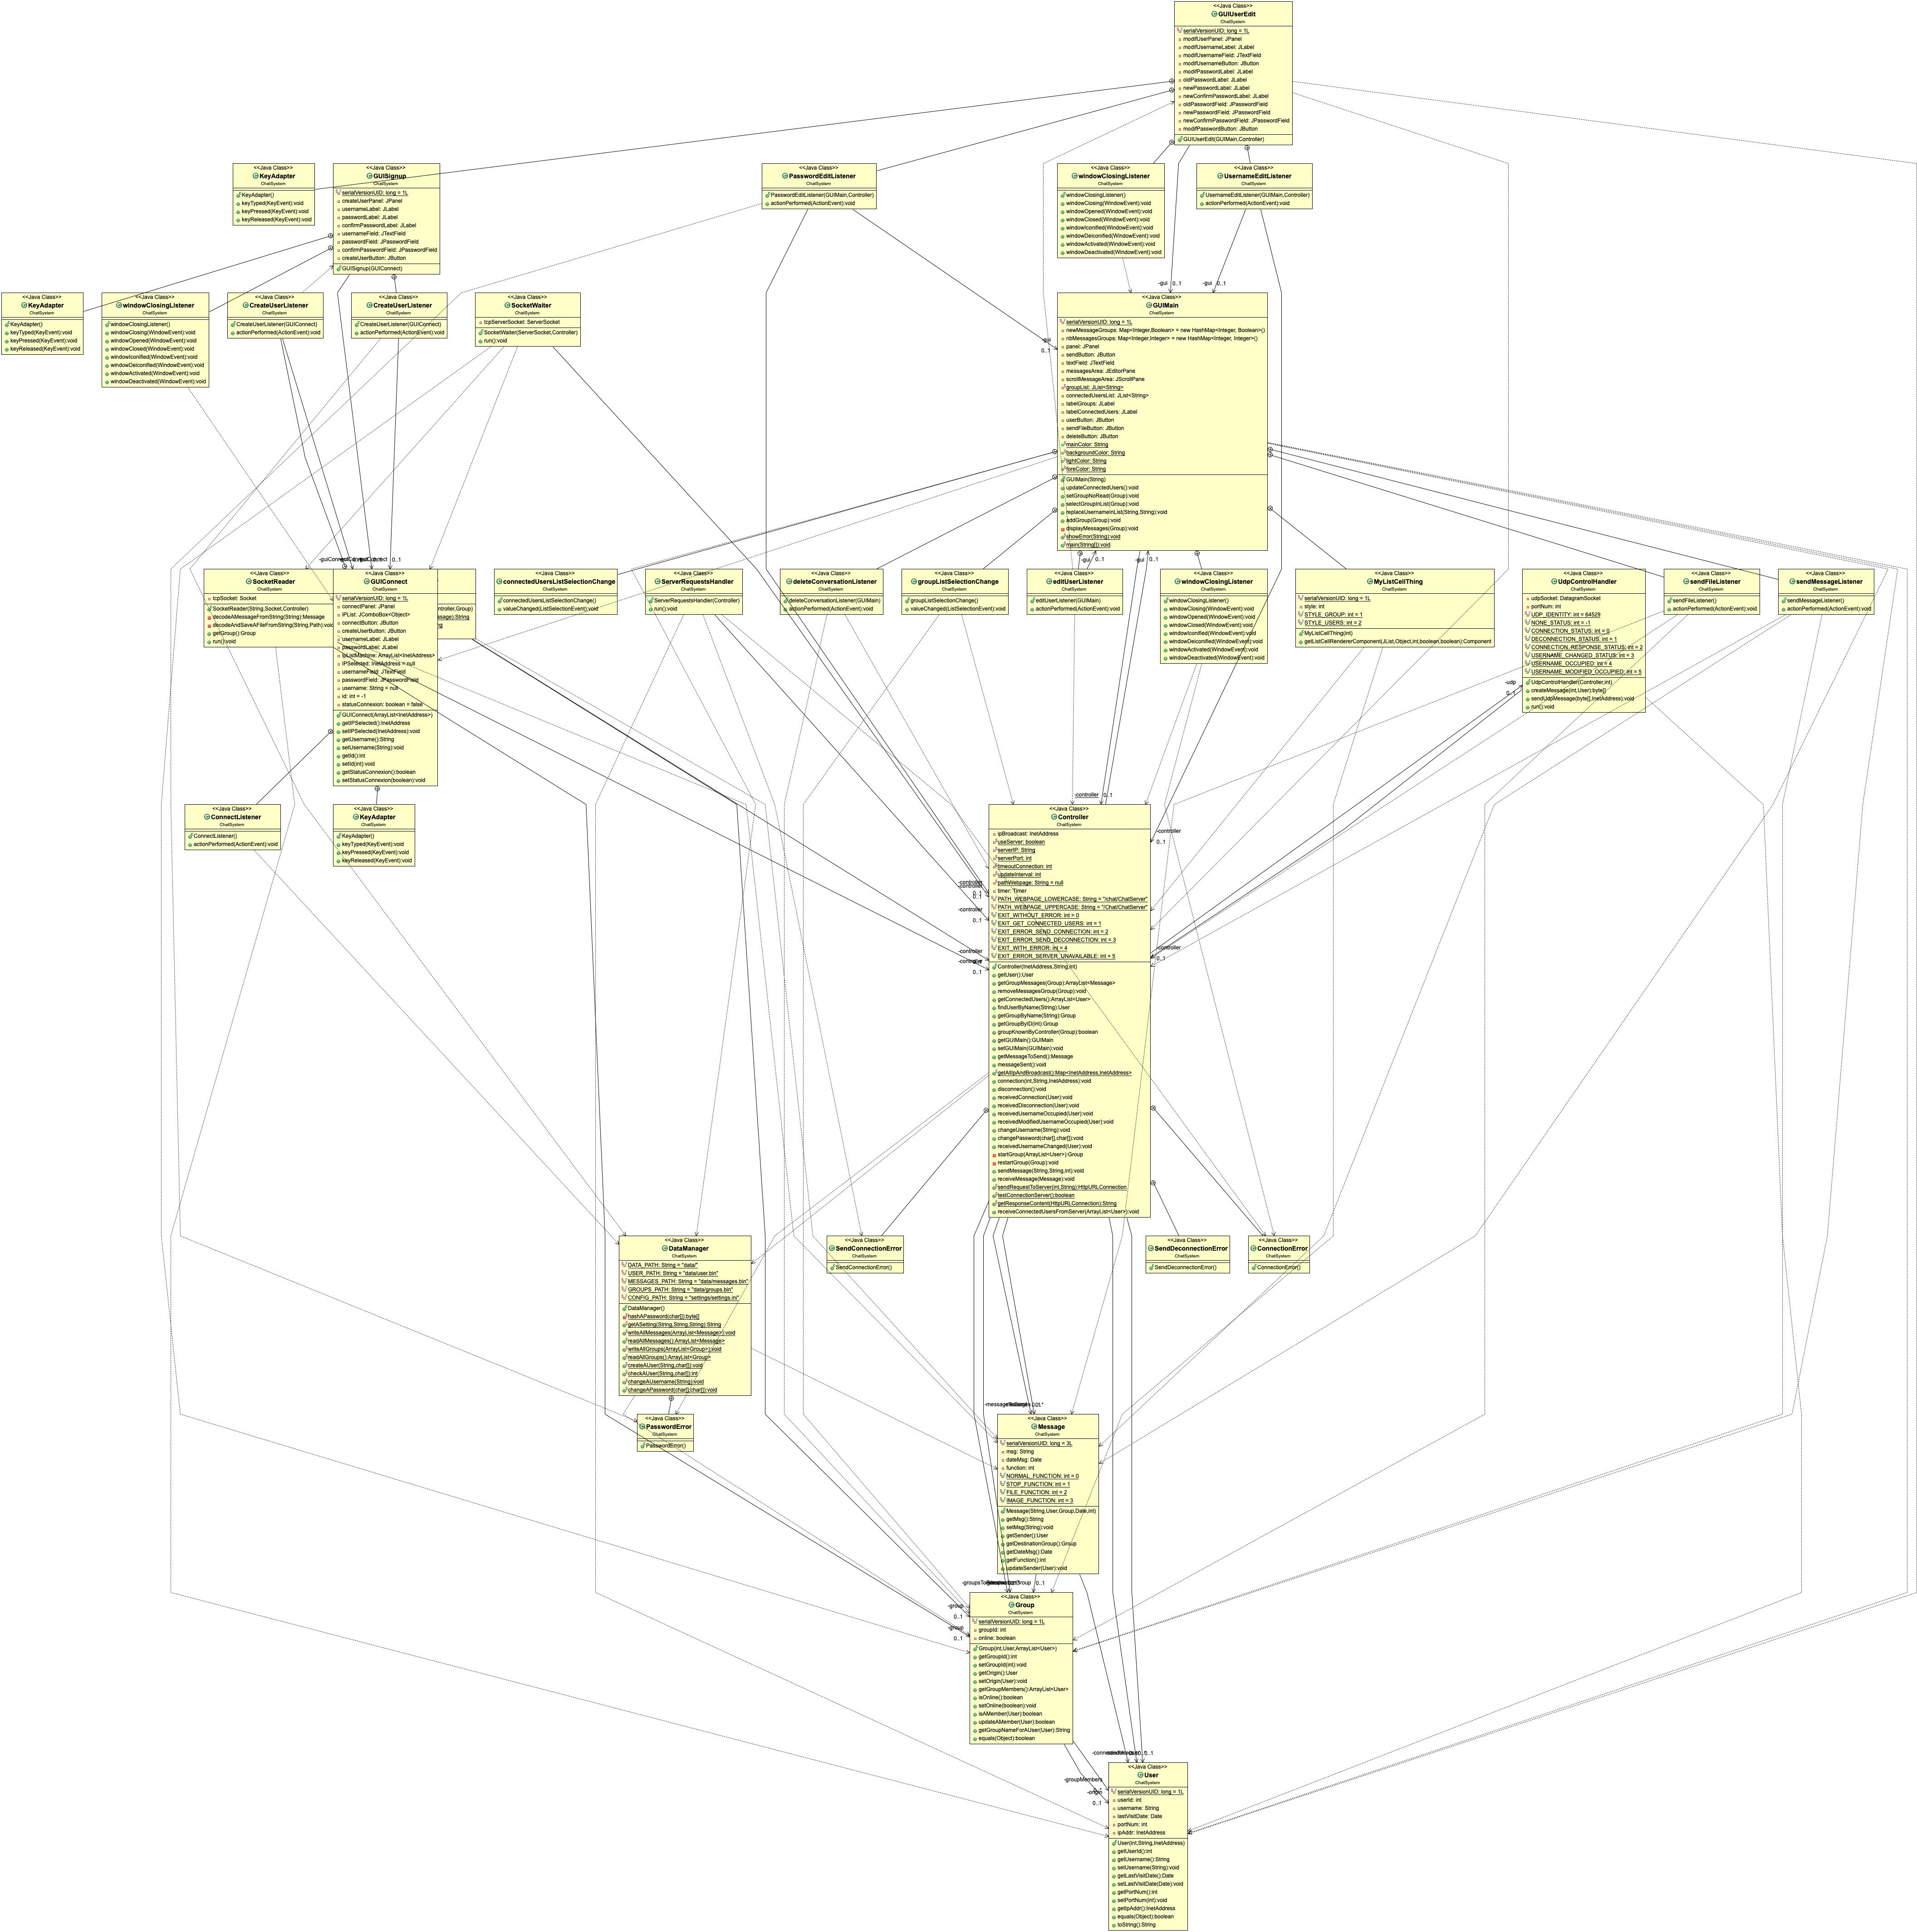 <<Java Class>>
GUIUserEdit
ChatSystem
serialVersionUID: long = 1L
modifUserPanel: JPanel
modifUsernameLabel: JLabel
modifUsernameField: JTextField
modifUsernameButton: JButton
modifPasswordLabel: JLabel
oldPasswordLabel: JLabel
newPasswordLabel: JLabel
newConfirmPasswordLabel: JLabel
oldPasswordField: JPasswordField
newPasswordField: JPasswordField
newConfirmPasswordField: JPasswordField
modifPasswordButton: JButton
GUIUserEdit(GUIMain,Controller)
<<Java Class>>
KeyAdapter
ChatSystem
KeyAdapter()
keyTyped(KeyEvent):void
keyPressed(KeyEvent):void
keyReleased(KeyEvent):void
<<Java Class>>
GUISignup
ChatSystem
serialVersionUID: long = 1L
createUserPanel: JPanel
usernameLabel: JLabel
passwordLabel: JLabel
confirmPasswordLabel: JLabel
usernameField: JTextField
passwordField: JPasswordField
confirmPasswordField: JPasswordField
createUserButton: JButton
GUISignup(GUIConnect)
<<Java Class>>
PasswordEditListener
ChatSystem
PasswordEditListener(GUIMain,Controller)
actionPerformed(ActionEvent):void
<<Java Class>>
windowClosingListener
ChatSystem
windowClosingListener()
windowClosing(WindowEvent):void
windowOpened(WindowEvent):void
windowClosed(WindowEvent):void
windowIconified(WindowEvent):void
windowDeiconified(WindowEvent):void
windowActivated(WindowEvent):void
windowDeactivated(WindowEvent):void
<<Java Class>>
UsernameEditListener
ChatSystem
UsernameEditListener(GUIMain,Controller)
actionPerformed(ActionEvent):void
<<Java Class>>
KeyAdapter
ChatSystem
KeyAdapter()
keyTyped(KeyEvent):void
keyPressed(KeyEvent):void
keyReleased(KeyEvent):void
<<Java Class>>
windowClosingListener
ChatSystem
windowClosingListener()
windowClosing(WindowEvent):void
windowOpened(WindowEvent):void
windowClosed(WindowEvent):void
windowIconified(WindowEvent):void
windowDeiconified(WindowEvent):void
windowActivated(WindowEvent):void
windowDeactivated(WindowEvent):void
<<Java Class>>
CreateUserListener
ChatSystem
CreateUserListener(GUIConnect)
actionPerformed(ActionEvent):void
<<Java Class>>
CreateUserListener
ChatSystem
CreateUserListener(GUIConnect)
actionPerformed(ActionEvent):void
<<Java Class>>
SocketWaiter
ChatSystem
tcpServerSocket: ServerSocket
SocketWaiter(ServerSocket,Controller)
run():void
-gui 0..1
-gui 0..1
-gui
0..1
<<Java Class>>
GUIMain
ChatSystem
serialVersionUID: long = 1L
newMessageGroups: Map<Integer,Boolean> = new HashMap<Integer, Boolean>()
nbMessagesGroups: Map<Integer,Integer> = new HashMap<Integer, Integer>()
panel: JPanel
sendButton: JButton
textField: JTextField
messagesArea: JEditorPane
scrollMessageArea: JScrollPane
groupList: JList<String>
connectedUsersList: JList<String>
labelGroups: JLabel
labelConnectedUsers: JLabel
userButton: JButton
sendFileButton: JButton
deleteButton: JButton
mainColor: String
backgroundColor: String
lightColor: String
foreColor: String
GUIMain(String)
updateConnectedUsers():void
setGroupNoRead(Group):void
selectGroupInList(Group):void
replaceUsernameInList(String,String):void
addGroup(Group):void
displayMessages(Group):void
showError(String):void
main(String[]):void
0..1
-gui 0..1
-gui 0..1
<<Java Class>>
SocketReader
ChatSystem
tcpSocket: Socket
SocketReader(String,Socket,Controller)
decodeAMessageFromString(String):Message
decodeAndSaveAFileFromString(String,Path):void
getGroup():Group
run():void
<<Java Class>>
GUIConnect
ChatSystem
serialVersionUID: long = 1L
connectPanel: JPanel
iPList: JComboBox<Object>
connectButton: JButton
createUserButton: JButton
usernameLabel: JLabel
passwordLabel: JLabel
ipListMachine: ArrayList<InetAddress>
IPSelected: InetAddress = null
usernameField: JTextField
passwordField: JPasswordField
username: String = null
id: int = -1
statusConnexion: boolean = false
GUIConnect(ArrayList<InetAddress>)
getIPSelected():InetAddress
setIPSelected(InetAddress):void
getUsername():String
setUsername(String):void
getId():int
setId(int):void
getStatusConnexion():boolean
setStatusConnexion(boolean):void
<<Java Class>>
connectedUsersListSelectionChange
ChatSystem
connectedUsersListSelectionChange()
valueChanged(ListSelectionEvent):void
<<Java Class>>
ServerRequestsHandler
ChatSystem
ServerRequestsHandler(Controller)
run():void
<<Java Class>>
deleteConversationListener
ChatSystem
deleteConversationListener(GUIMain)
actionPerformed(ActionEvent):void
<<Java Class>>
groupListSelectionChange
ChatSystem
groupListSelectionChange()
valueChanged(ListSelectionEvent):void
<<Java Class>>
editUserListener
ChatSystem
editUserListener(GUIMain)
actionPerformed(ActionEvent):void
<<Java Class>>
windowClosingListener
ChatSystem
windowClosingListener()
windowClosing(WindowEvent):void
windowOpened(WindowEvent):void
windowClosed(WindowEvent):void
windowIconified(WindowEvent):void
windowDeiconified(WindowEvent):void
windowActivated(WindowEvent):void
windowDeactivated(WindowEvent):void
<<Java Class>>
MyListCellThing
ChatSystem
serialVersionUID: long = 1L
style: int
STYLE_GROUP: int = 1
STYLE_USERS: int = 2
MyListCellThing(int)
getListCellRendererComponent(JList,Object,int,boolean,boolean):Component
<<Java Class>>
UdpControlHandler
ChatSystem
udpSocket: DatagramSocket
portNum: int
UDP_IDENTITY: int = 64529
NONE_STATUS: int = -1
CONNECTION_STATUS: int = 0
DECONNECTION_STATUS: int = 1
CONNECTION_RESPONSE_STATUS: int = 2
USERNAME_CHANGED_STATUS: int = 3
USERNAME_OCCUPIED: int = 4
USERNAME_MODIFIED_OCCUPIED: int = 5
UdpControlHandler(Controller,int)
createMessage(int,User):byte[]
sendUdpMessage(byte[],InetAddress):void
run():void
<<Java Class>>
sendFileListener
ChatSystem
sendFileListener()
actionPerformed(ActionEvent):void
<<Java Class>>
sendMessageListener
ChatSystem
sendMessageListener()
actionPerformed(ActionEvent):void
-udp
0..1
<<Java Class>>
ConnectListener
ChatSystem
ConnectListener()
actionPerformed(ActionEvent):void
<<Java Class>>
KeyAdapter
ChatSystem
KeyAdapter()
keyTyped(KeyEvent):void
keyPressed(KeyEvent):void
keyReleased(KeyEvent):void
-controller 0..1
-controller
0..1
<<Java Class>>
Controller
ChatSystem
ipBroadcast: InetAddress
useServer: boolean
serverIP: String
serverPort: int
timeoutConnection: int
updateInterval: int
pathWebpage: String = null
timer: Timer
PATH_WEBPAGE_LOWERCASE: String = "/chat/ChatServer"
PATH_WEBPAGE_UPPERCASE: String = "/Chat/ChatServer"
EXIT_WITHOUT_ERROR: int = 0
EXIT_GET_CONNECTED_USERS: int = 1
EXIT_ERROR_SEND_CONNECTION: int = 2
EXIT_ERROR_SEND_DECONNECTION: int = 3
EXIT_WITH_ERROR: int = 4
EXIT_ERROR_SERVER_UNAVAILABLE: int = 5
Controller(InetAddress,String,int)
getUser():User
getGroupMessages(Group):ArrayList<Message>
removeMessagesGroup(Group):void
getConnectedUsers():ArrayList<User>
findUserByName(String):User
getGroupByName(String):Group
getGroupByID(int):Group
groupKnownByController(Group):boolean
getGUIMain():GUIMain
setGUIMain(GUIMain):void
getMessageToSend():Message
messageSent():void
getAllIpAndBroadcast():Map<InetAddress,InetAddress>
connection(int,String,InetAddress):void
disconnection():void
receivedConnection(User):void
receivedDisconnection(User):void
receivedUsernameOccupied(User):void
receivedModifiedUsernameOccupied(User):void
changeUsername(String):void
changePassword(char[],char[]):void
receivedUsernameChanged(User):void
startGroup(ArrayList<User>):Group
restartGroup(Group):void
sendMessage(String,String,int):void
receiveMessage(Message):void
sendRequestToServer(int,String):HttpURLConnection
testConnectionServer():boolean
getResponseContent(HttpURLConnection):String
receiveConnectedUsersFromServer(ArrayList<User>):void
-controller
0..1
-controller
0..1
-controller
-controller
0..1
-controller
0..1
<<Java Class>>
DataManager
ChatSystem
DATA_PATH: String = "data/"
USER_PATH: String = "data/user.bin"
MESSAGES_PATH: String = "data/messages.bin"
GROUPS_PATH: String = "data/groups.bin"
CONFIG_PATH: String = "settings/settings.ini"
DataManager()
hashAPassword(char[]):byte[]
getASetting(String,String,String):String
writeAllMessages(ArrayList<Message>):void
readAllMessages():ArrayList<Message>
writeAllGroups(ArrayList<Group>):void
readAllGroups():ArrayList<Group>
createAUser(String,char[]):void
checkAUser(String,char[]):int
changeAUsername(String):void
changeAPassword(char[],char[]):void
<<Java Class>>
SendConnectionError
ChatSystem
SendConnectionError()
<<Java Class>>
SendDeconnectionError
ChatSystem
SendDeconnectionError()
<<Java Class>>
ConnectionError
ChatSystem
ConnectionError()
<<Java Class>>
PasswordError
ChatSystem
PasswordError()
<<Java Class>>
Message
ChatSystem
serialVersionUID: long = 3L
msg: String
dateMsg: Date
function: int
NORMAL_FUNCTION: int = 0
STOP_FUNCTION: int = 1
FILE_FUNCTION: int = 2
IMAGE_FUNCTION: int = 3
Message(String,User,Group,Date,int)
getMsg():String
setMsg(String):void
getSender():User
getDestinationGroup():Group
getDateMsg():Date
getFunction():int
updateSender(User):void
0..1
-group
0..1
-group
0..1
<<Java Class>>
Group
ChatSystem
serialVersionUID: long = 1L
groupId: int
online: boolean
Group(int,User,ArrayList<User>)
getGroupId():int
setGroupId(int):void
getOrigin():User
setOrigin(User):void
getGroupMembers():ArrayList<User>
isOnline():boolean
setOnline(boolean):void
isAMember(User):boolean
updateAMember(User):boolean
getGroupNameForAUser(User):String
equals(Object):boolean
-groupMembers
-origin
0..1
<<Java Class>>
User
ChatSystem
serialVersionUID: long = 1L
userId: int
username: String
lastVisitDate: Date
portNum: int
ipAddr: InetAddress
User(int,String,InetAddress)
getUserId():int
getUsername():String
setUsername(String):void
getLastVisitDate():Date
setLastVisitDate(Date):void
getPortNum():int
setPortNum(int):void
getIpAddr():InetAddress
equals(Object):boolean
toString():String